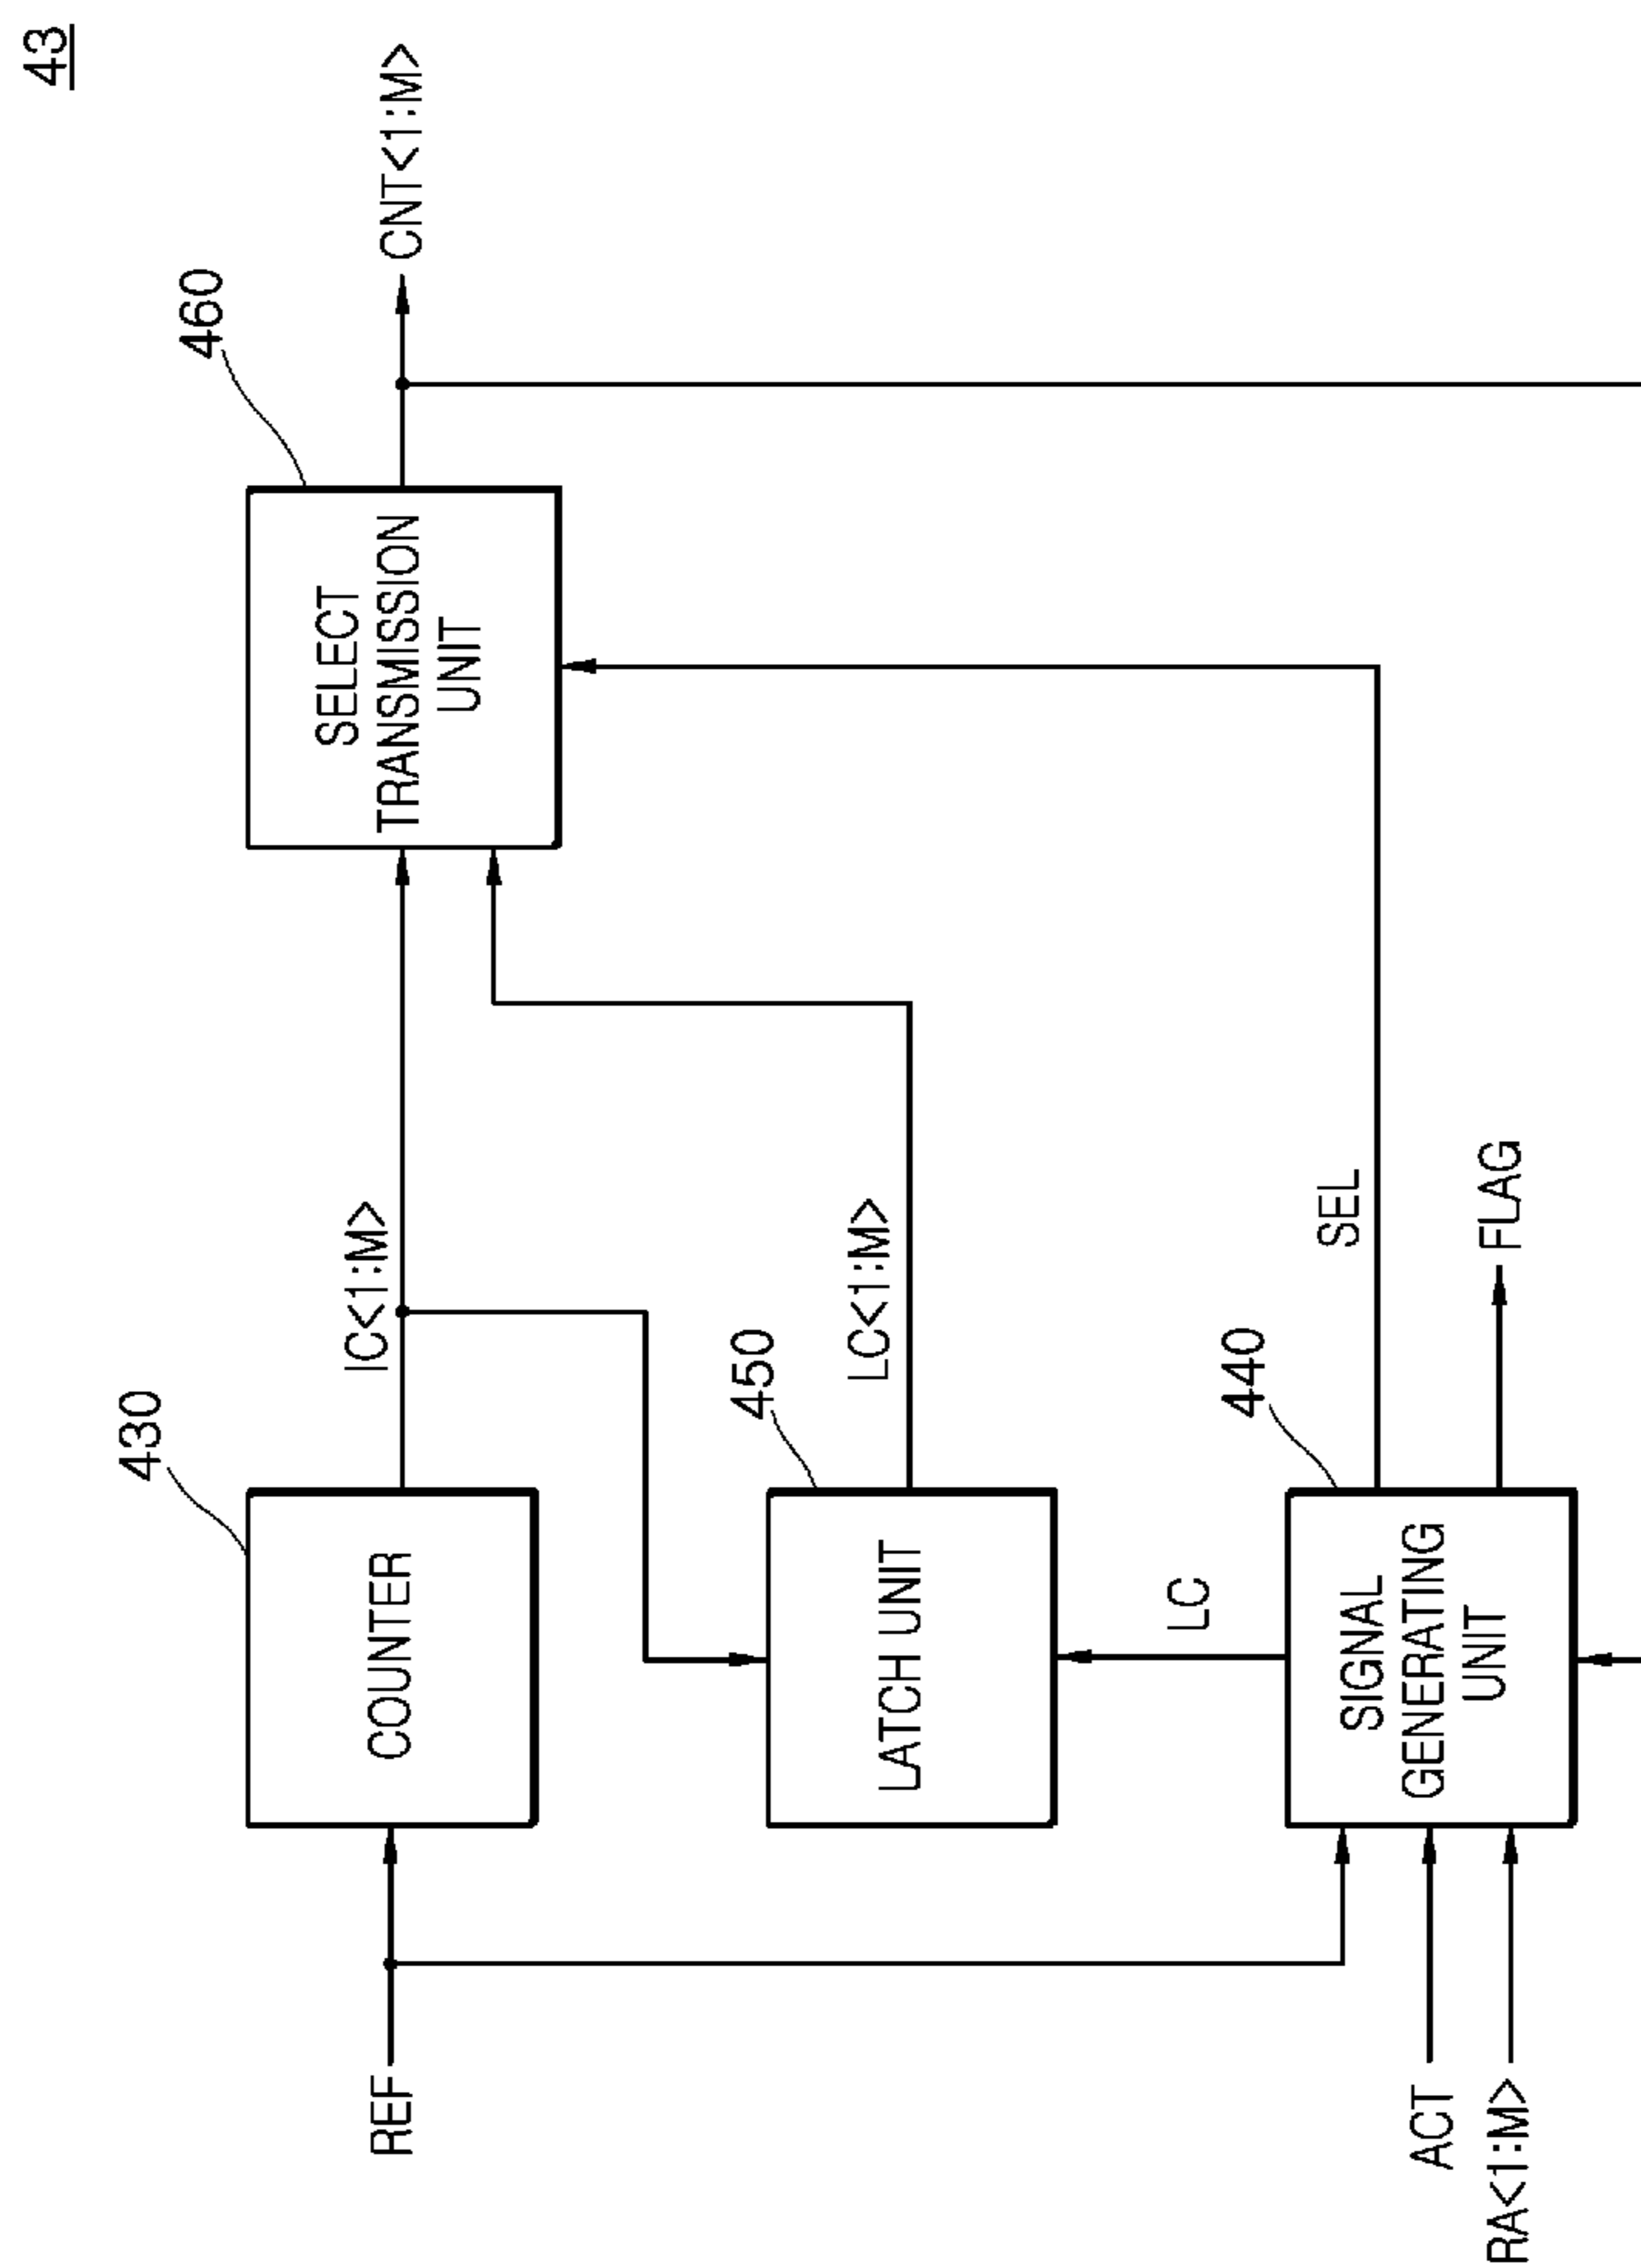 43
460
CNT<1:M>
SELECT
TRANSMISSION
UNIT
430
IC<1:M>
REF
COUNTER
450
LC<1:M>
LATCH UNIT
LC
440
SEL
ACT
RA<1:M>
SIGNAL
GENERATING
UNIT
FLAG